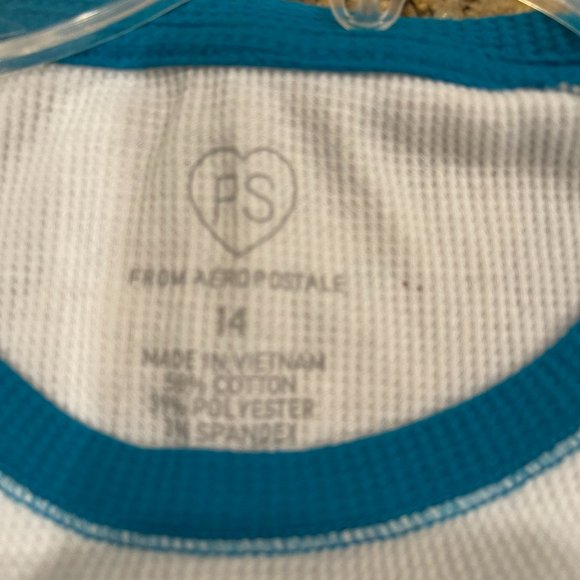 PS
FROM AEROPOSTALE
14
MADE IN VIETNAM
COTTON
POLYESTER
SPANDEX